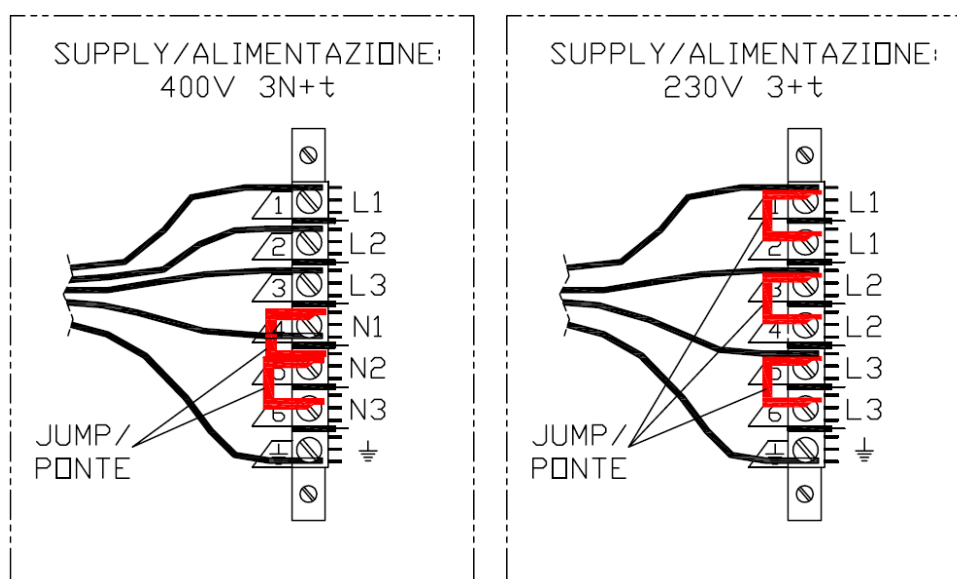 SUPPLY/ALIMENTAZIONE:
400V 3N+t
1 L1
2 L2
3 L3
4 N1
5 N2
6 N3
JUMP/
PONTE
SUPPLY/ALIMENTAZIONE:
230V 3+t
1 L1
2 L1
3 L2
4 L2
5 L3
6 L3
JUMP/
PONTE